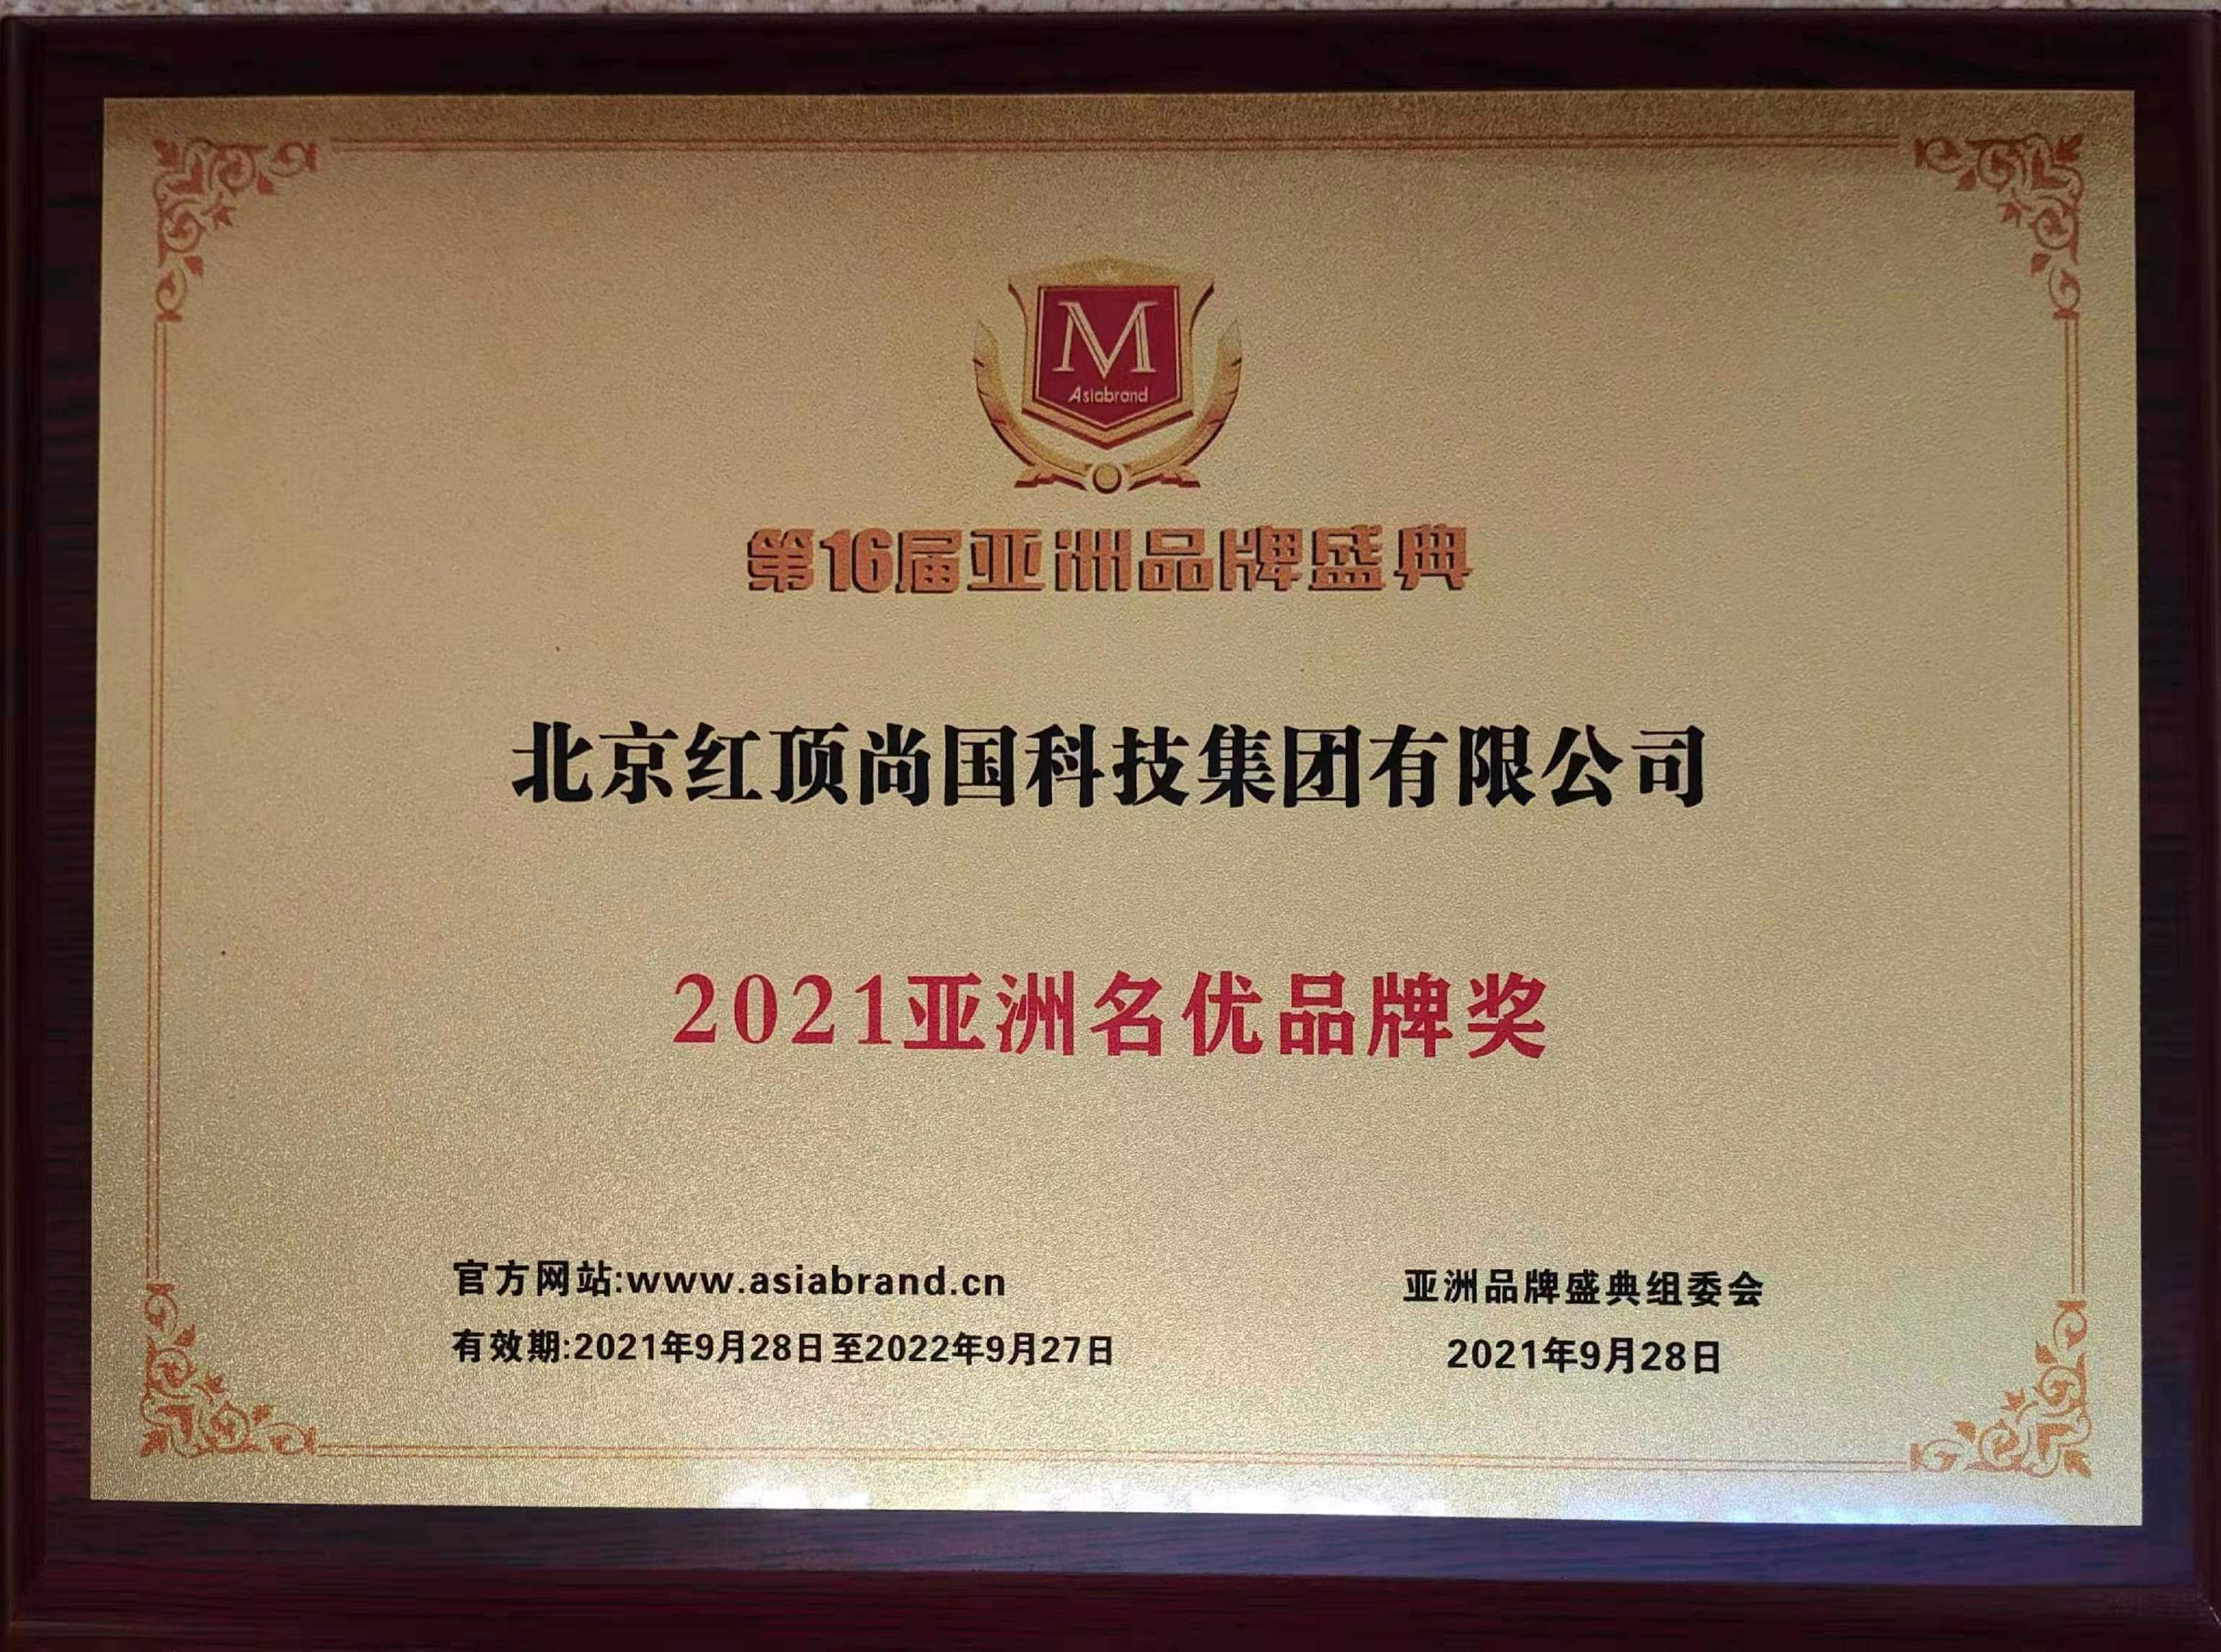 M
Asiabrand
第16届亚洲品牌盛典
北京红顶尚国科技集团有限公司
2021亚洲名优品牌奖
官方网站:www.asiabrand.cn
有效期:2021年9月28日至2022年9月27日
亚洲品牌盛典组委会
2021年9月28日